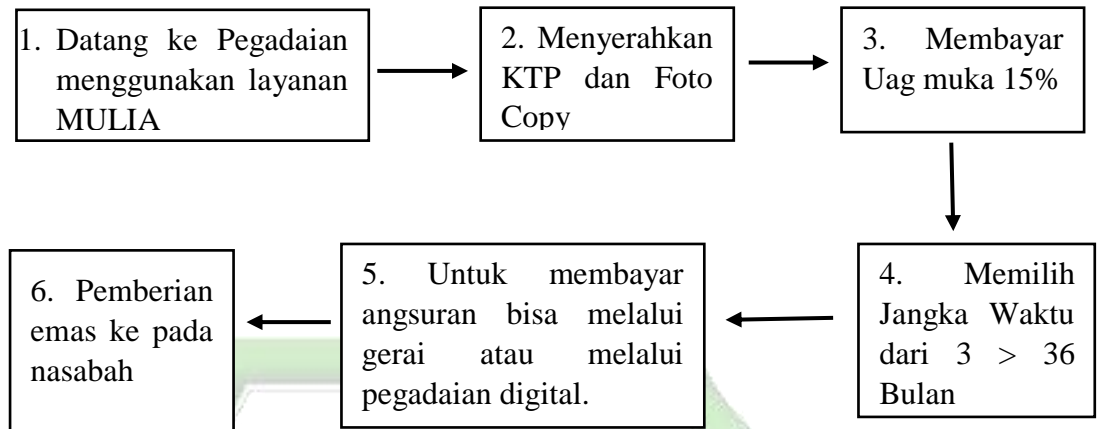 1. Datang ke Pegadaian
menggunakan layanan
MULIA
2. Menyerahkan
KTP dan Foto
Copy
3. Membayar
Uag muka 15%
4. Memilih
Jangka Waktu
dari 3 > 36
Bulan
5. Untuk membayar
angsuran bisa melalui
gerai atau melalui
pegadaian digital.
6. Pemberian
emas ke pada
nasabah